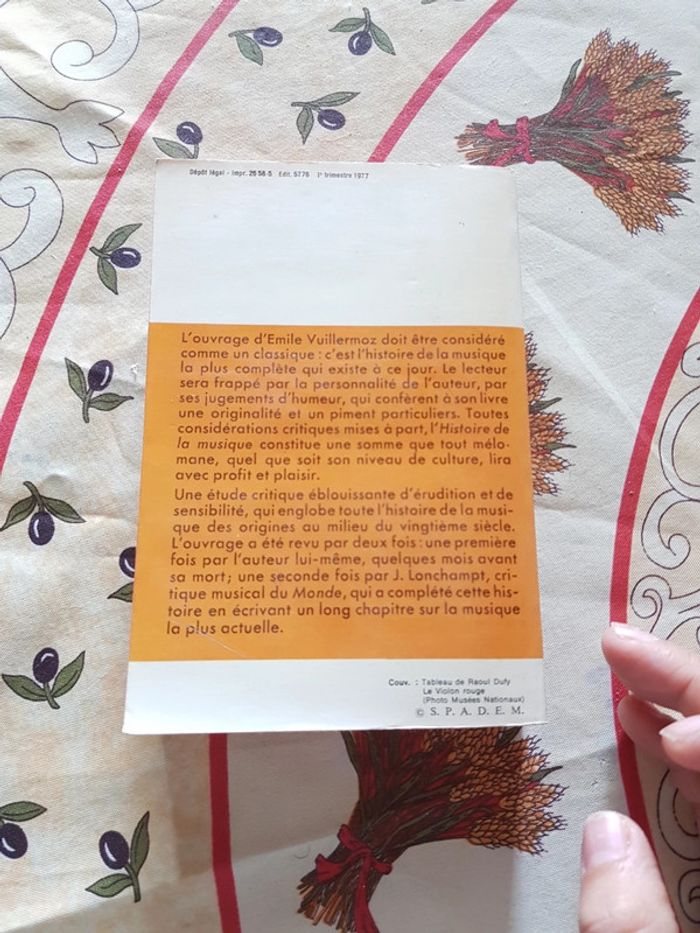 Dépôt légal - Impr. 2656-5 Edit. 5776 1er trimestre 1977
L'ouvrage d'Emile Vuillermoz doit être considéré
comme un classique : c'est l'histoire de la musique
la plus complète qui existe à ce jour. Le lecteur
sera frappé par la personnalité de l'auteur, par
ses jugements d'humeur, qui confèrent à son livre
une originalité et un piment particuliers. Toutes
considérations critiques mises à part, l'Histoire de
la musique constitue une somme que tout mélo-
mane, quel que soit son niveau de culture, lira
avec profit et plaisir.
Une étude critique éblouissante d'érudition et de
sensibilité, qui englobe toute l'histoire de la musi-
que des origines au milieu du vingtième siècle.
L'ouvrage a été revu par deux fois : une première
fois par l'auteur lui-même, quelques mois avant
sa mort ; une seconde fois par J. Lonchampt, cri-
tique musical du Monde, qui a complété cette his-
toire en écrivant un long chapitre sur la musique
la plus actuelle.
Couv. : Tableau de Raoul Dufy
Le Violon rouge
(Photo Musées Nationaux)
© S. P. A. D. E. M.